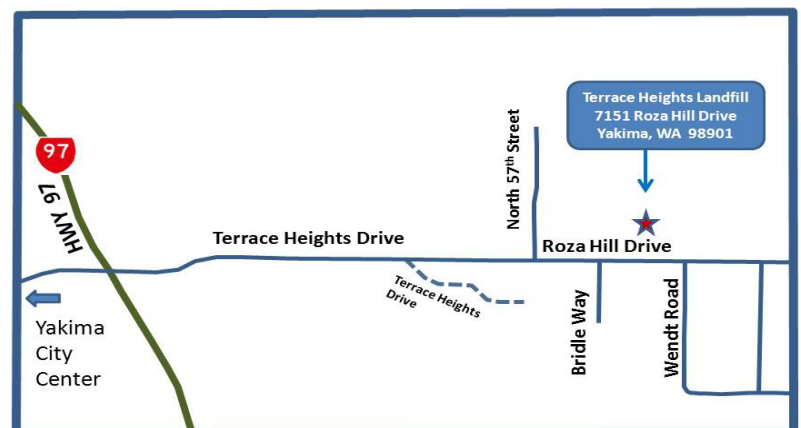 Terrace Heights Landfill
7151 Roza Hill Drive
Yakima, WA 98901
North 57th Street
97
HWY 97
Terrace Heights Drive
Roza Hill Drive
Terrace Heights
Drive
Bridle Way
Wendt Road
Yakima
City
Center